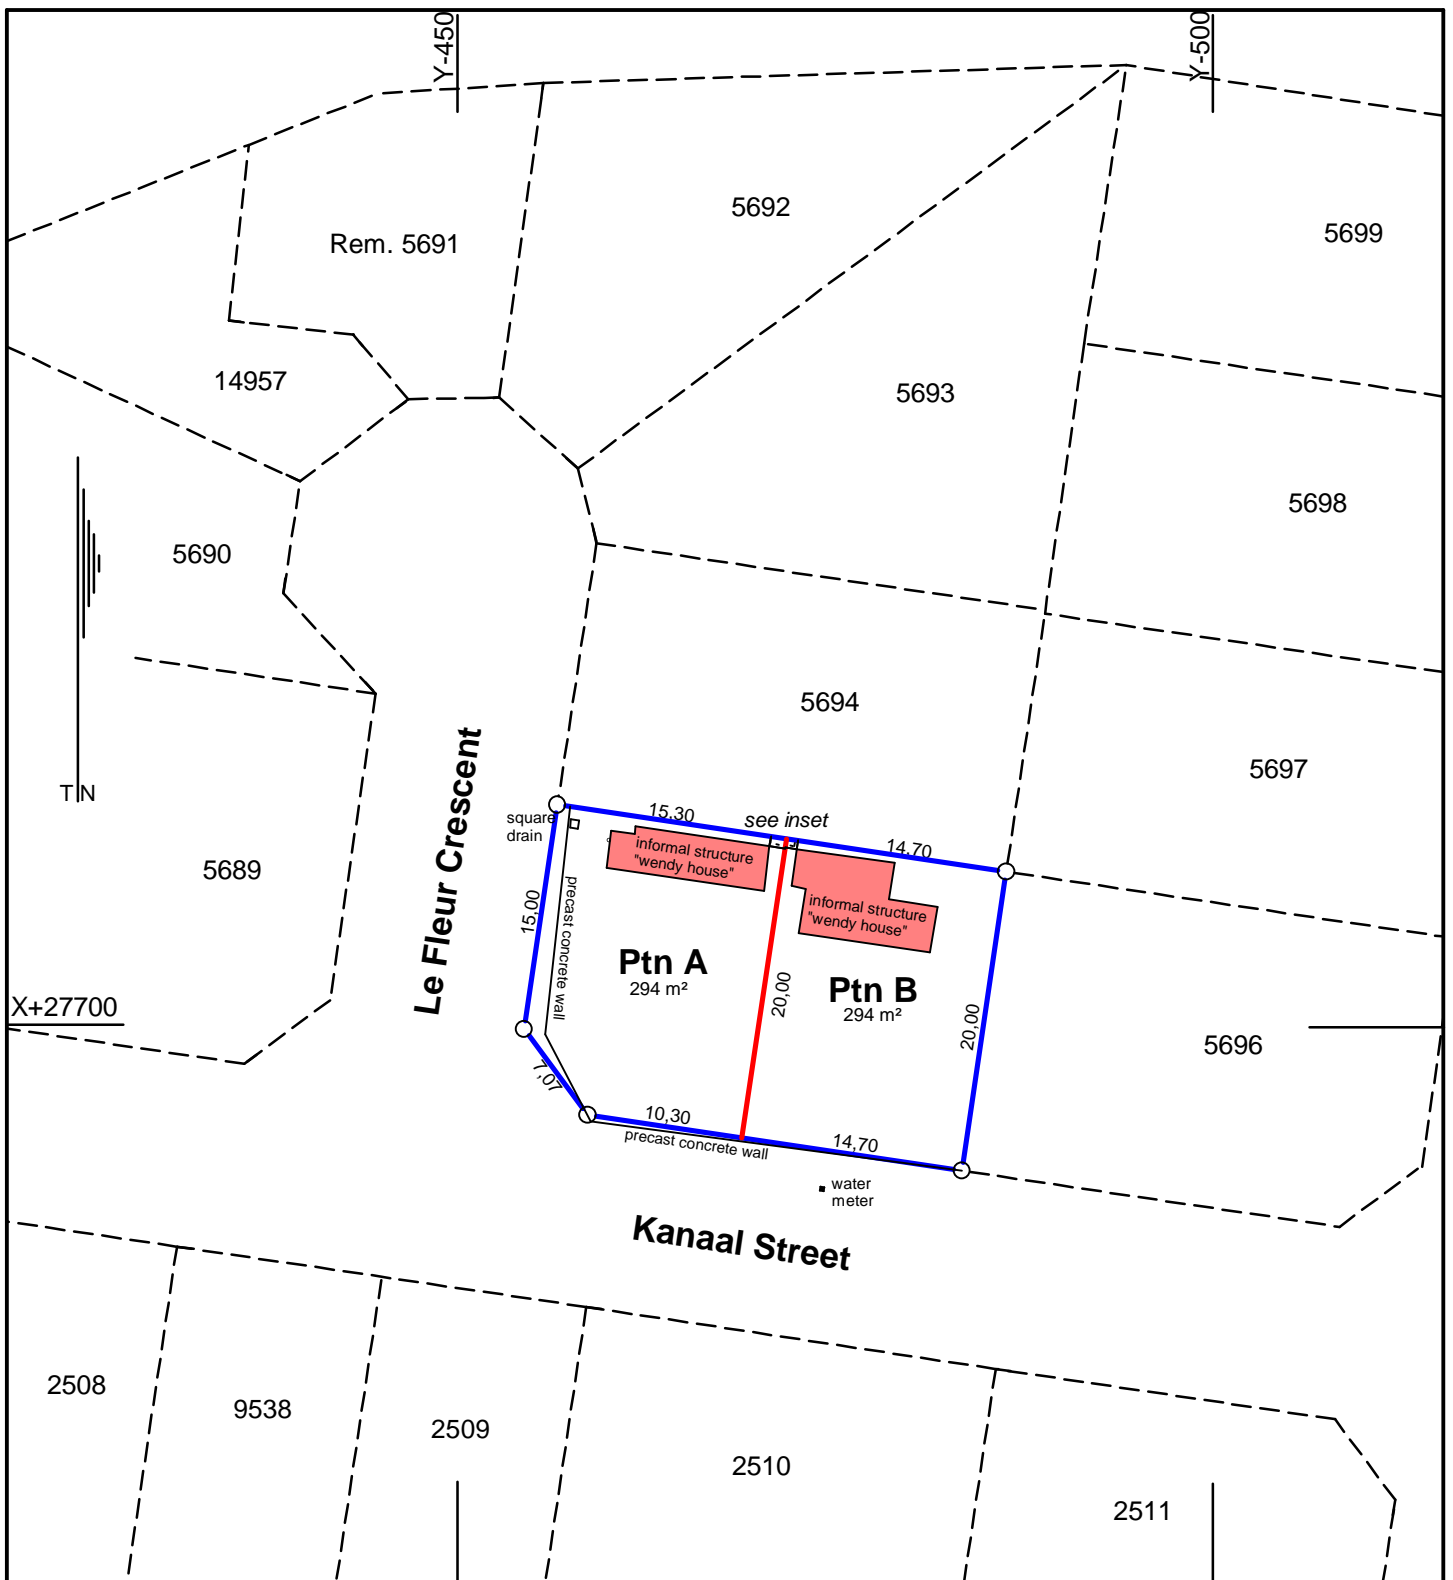 Y-450
Y-500
5692
5699
Rem. 5691
14957
5693
5698
5690
5694
5697
T N
Le Fleur Crescent
square
drain
15,30
see inset
14,70
informal structure
"wendy house"
informal structure
"wendy house"
5689
15,00
precast concrete wall
Ptn A
294 m²
20,00
Ptn B
294 m²
20,00
X+27700
5696
7,07
10,30
precast concrete wall
14,70
water
meter
Kanaal Street
2508
9538
2509
2510
2511